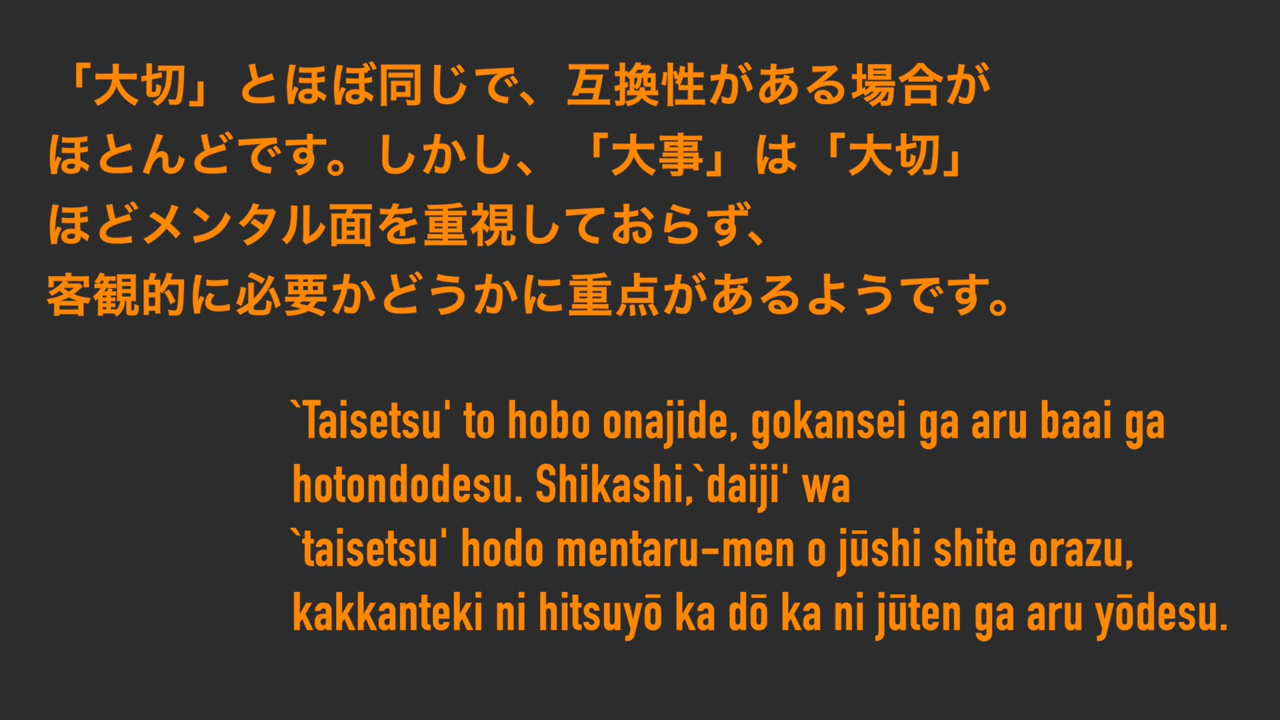 「大切」とほぼ同じで、互換性がある場合が
ほとんどです。しかし、「大事」は「大切」
ほどメンタル面を重視しておらず、
客観的に必要かどうかに重点があるようです。
`Taisetsu' to hobo onajide, gokansei ga aru baai ga
hotondodesu. Shikashi,`daiji' wa
`taisetsu' hodo mentaru-men o jūshi shite orazu,
kakkanteki ni hitsuyō ka dō ka ni jūten ga aru yōdesu.